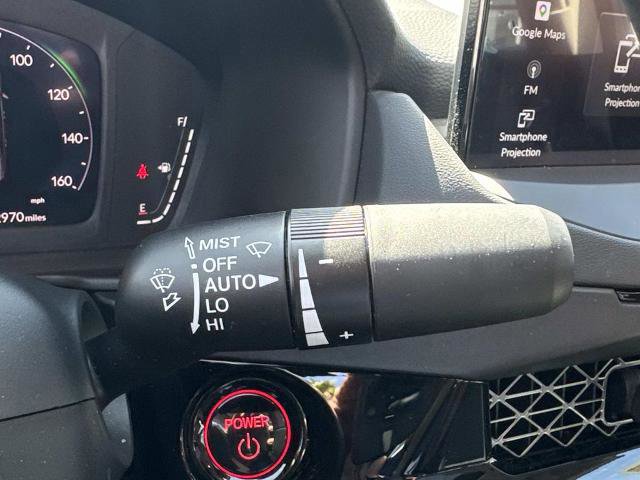 100
120
140
160
mph
2970 miles
F/
E
Google Maps
FM
Smartphone
Projection
Smartphone
Projection
MIST
OFF
AUTO
LO
HI
−
+
POWER